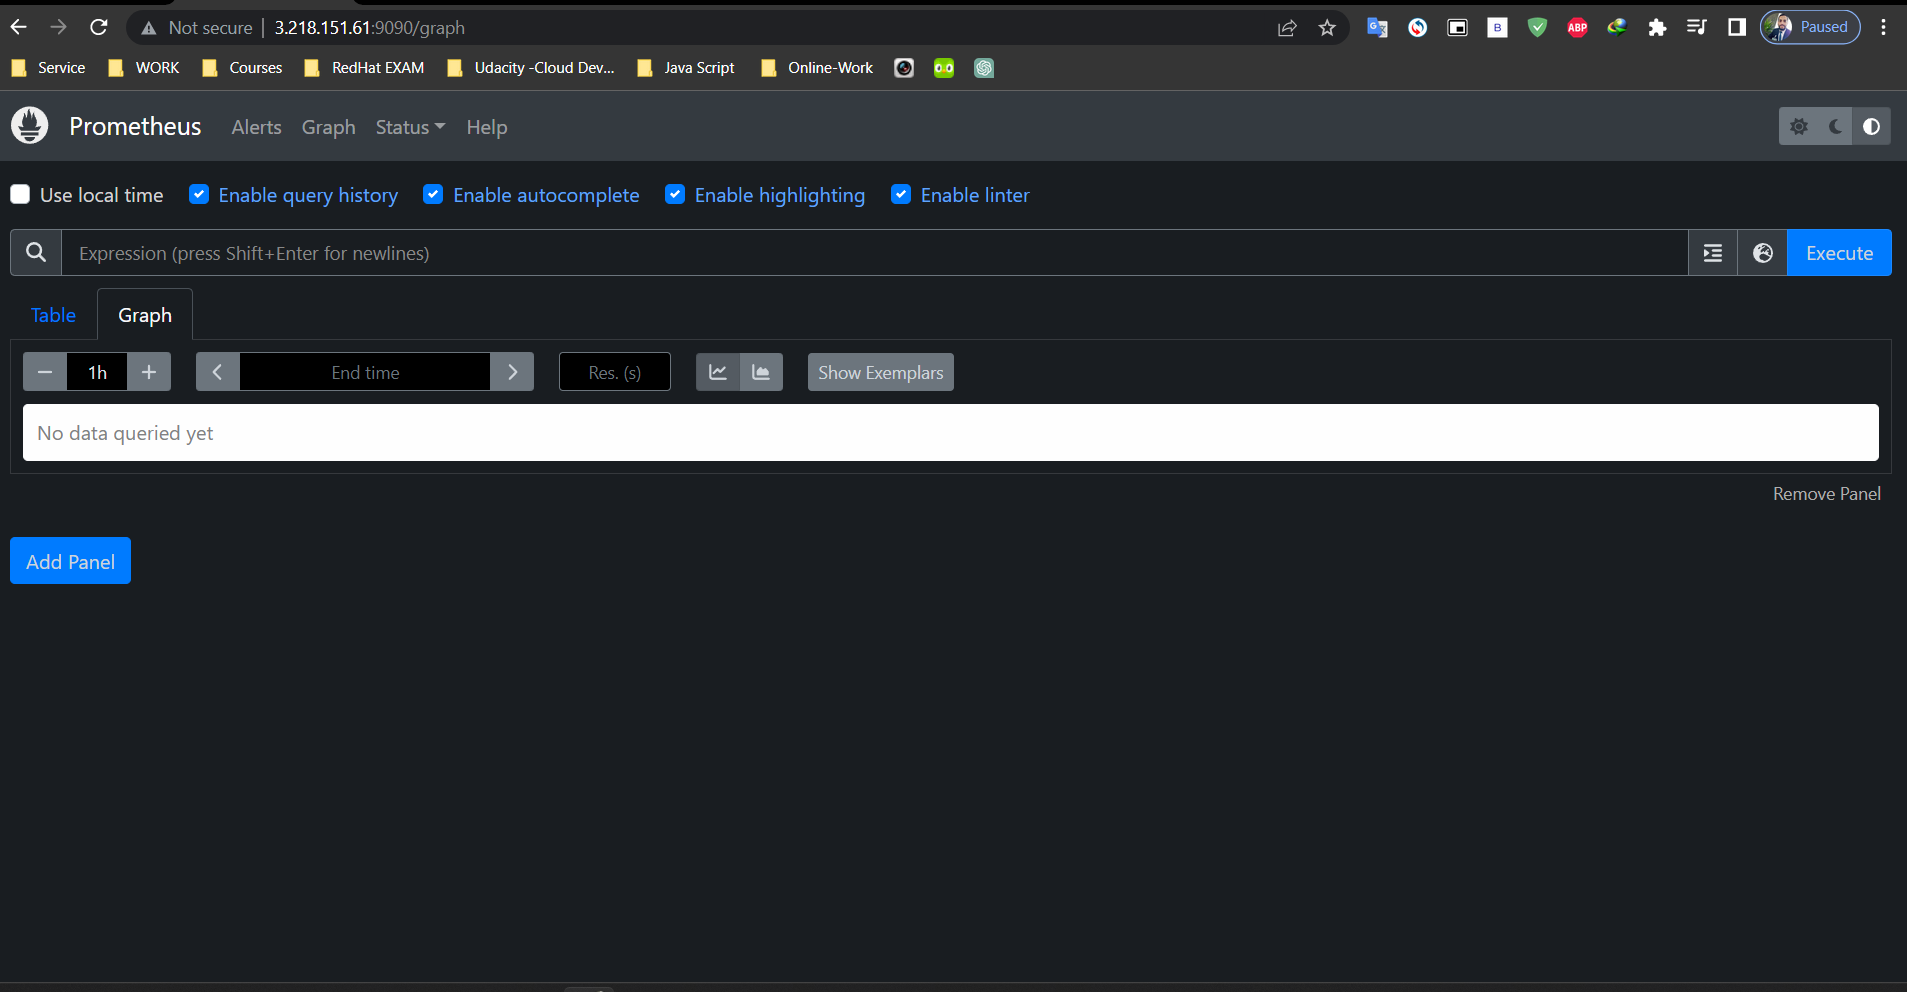 Not secure | 3.218.151.61:9090/graph
ABP
Paused
Service WORK Courses RedHat EXAM Udacity -Cloud Dev... Java Script Online-Work
Prometheus Alerts Graph Status Help
Use local time Enable query history Enable autocomplete Enable highlighting Enable linter
Expression (press Shift+Enter for newlines) Execute
Table Graph
1h End time Res. (s) Show Exemplars
No data queried yet
Remove Panel
Add Panel